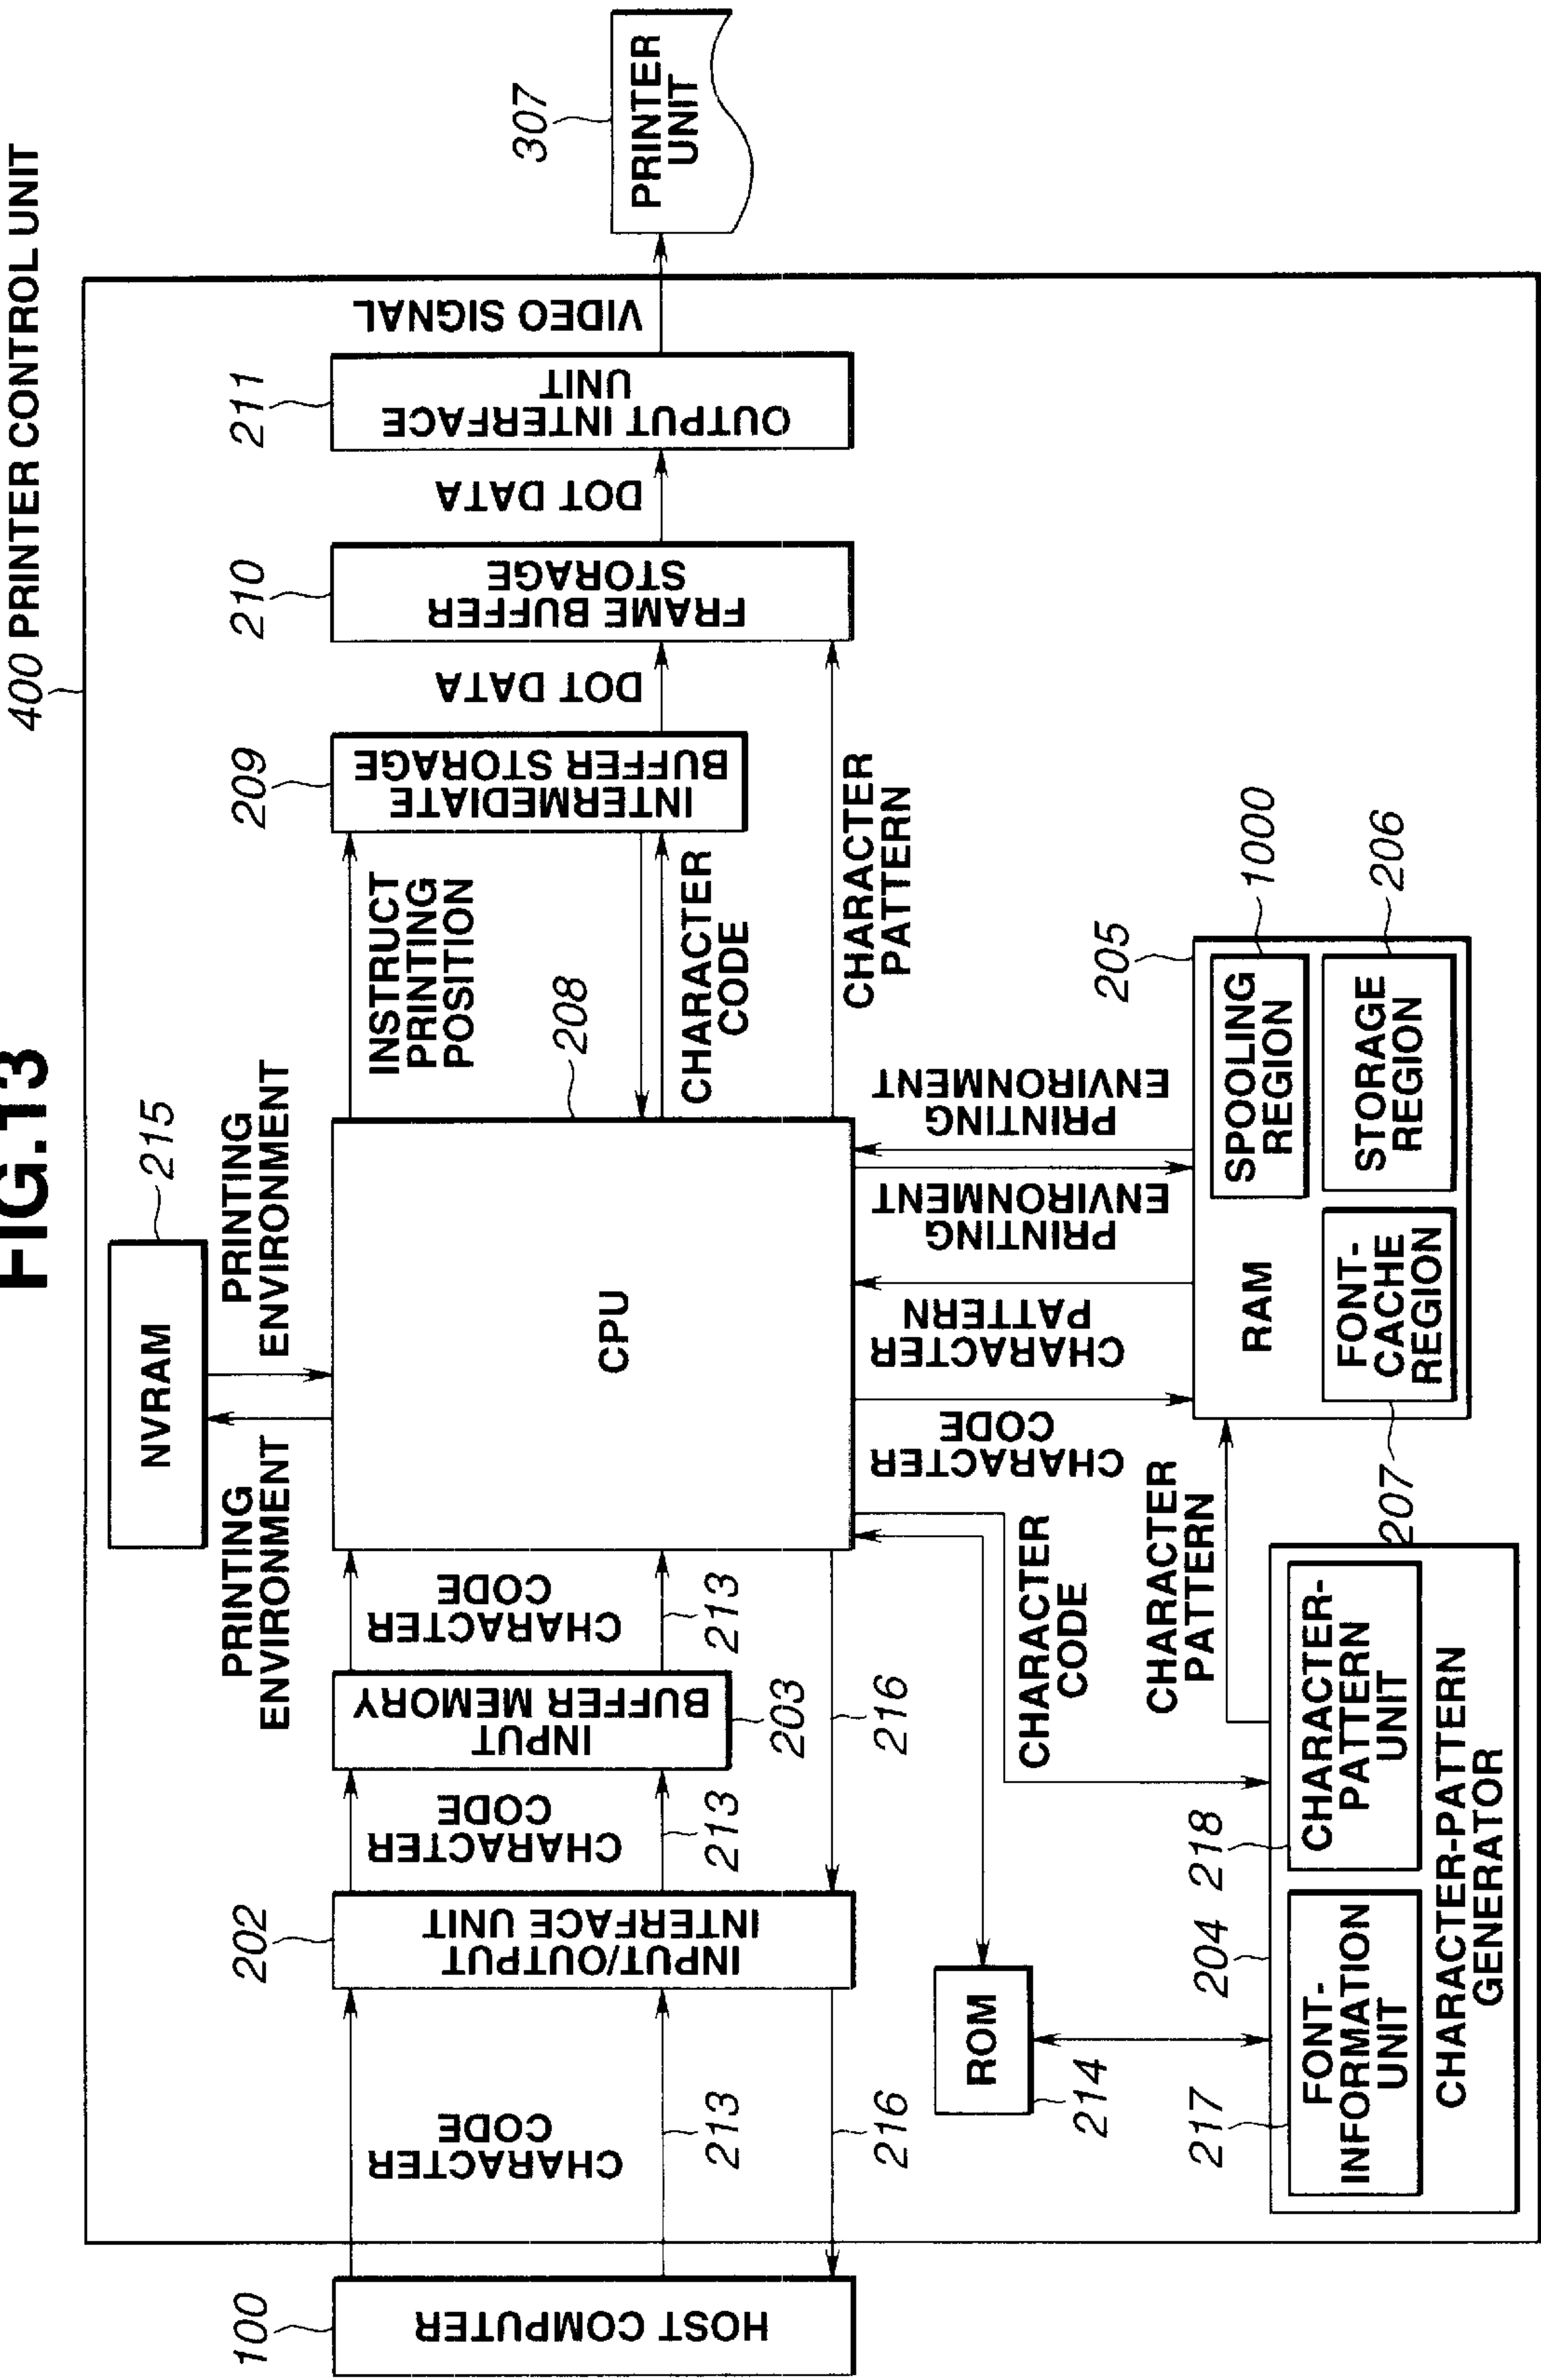 FIG.13
400 PRINTER CONTROL UNIT
100
HOST COMPUTER
CHARACTER
CODE
213
216
202
INPUT/OUTPUT
INTERFACE UNIT
CHARACTER
CODE
213
INPUT
BUFFER MEMORY
203
CHARACTER
CODE
213
216
NVRAM
215
PRINTING
ENVIRONMENT
PRINTING
ENVIRONMENT
CPU
208
INSTRUCT
PRINTING
POSITION
CHARACTER
CODE
209
INTERMEDIATE
BUFFER STORAGE
DOT DATA
210
FRAME BUFFER
STORAGE
DOT DATA
211
OUTPUT INTERFACE
UNIT
VIDEO SIGNAL
307
PRINTER
UNIT
CHARACTER
PATTERN
ROM
214
CHARACTER
CODE
CHARACTER
PATTERN
CHARACTER
CODE
CHARACTER
PATTERN
PRINTING
ENVIRONMENT
PRINTING
ENVIRONMENT
205
RAM
SPOOLING
REGION
1000
FONT-
CACHE
REGION
207
STORAGE
REGION
206
217
204
218
FONT-
INFORMATION
UNIT
CHARACTER-
PATTERN
UNIT
CHARACTER-PATTERN
GENERATOR